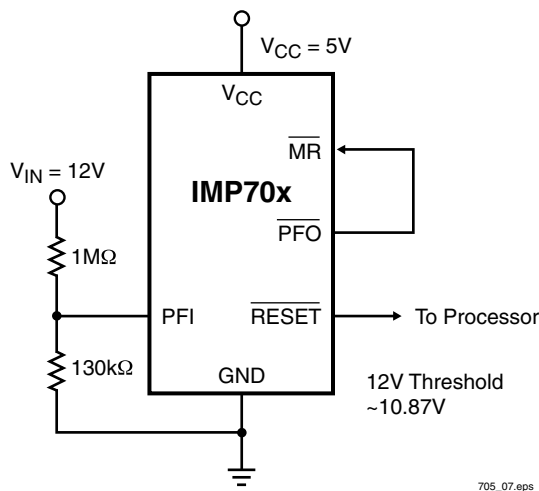 V_CC = 5V
V_CC
MR
V_IN = 12V
IMP70x
PFO
1MΩ
PFI
RESET
To Processor
130kΩ
GND
12V Threshold
~10.87V
705_07.eps